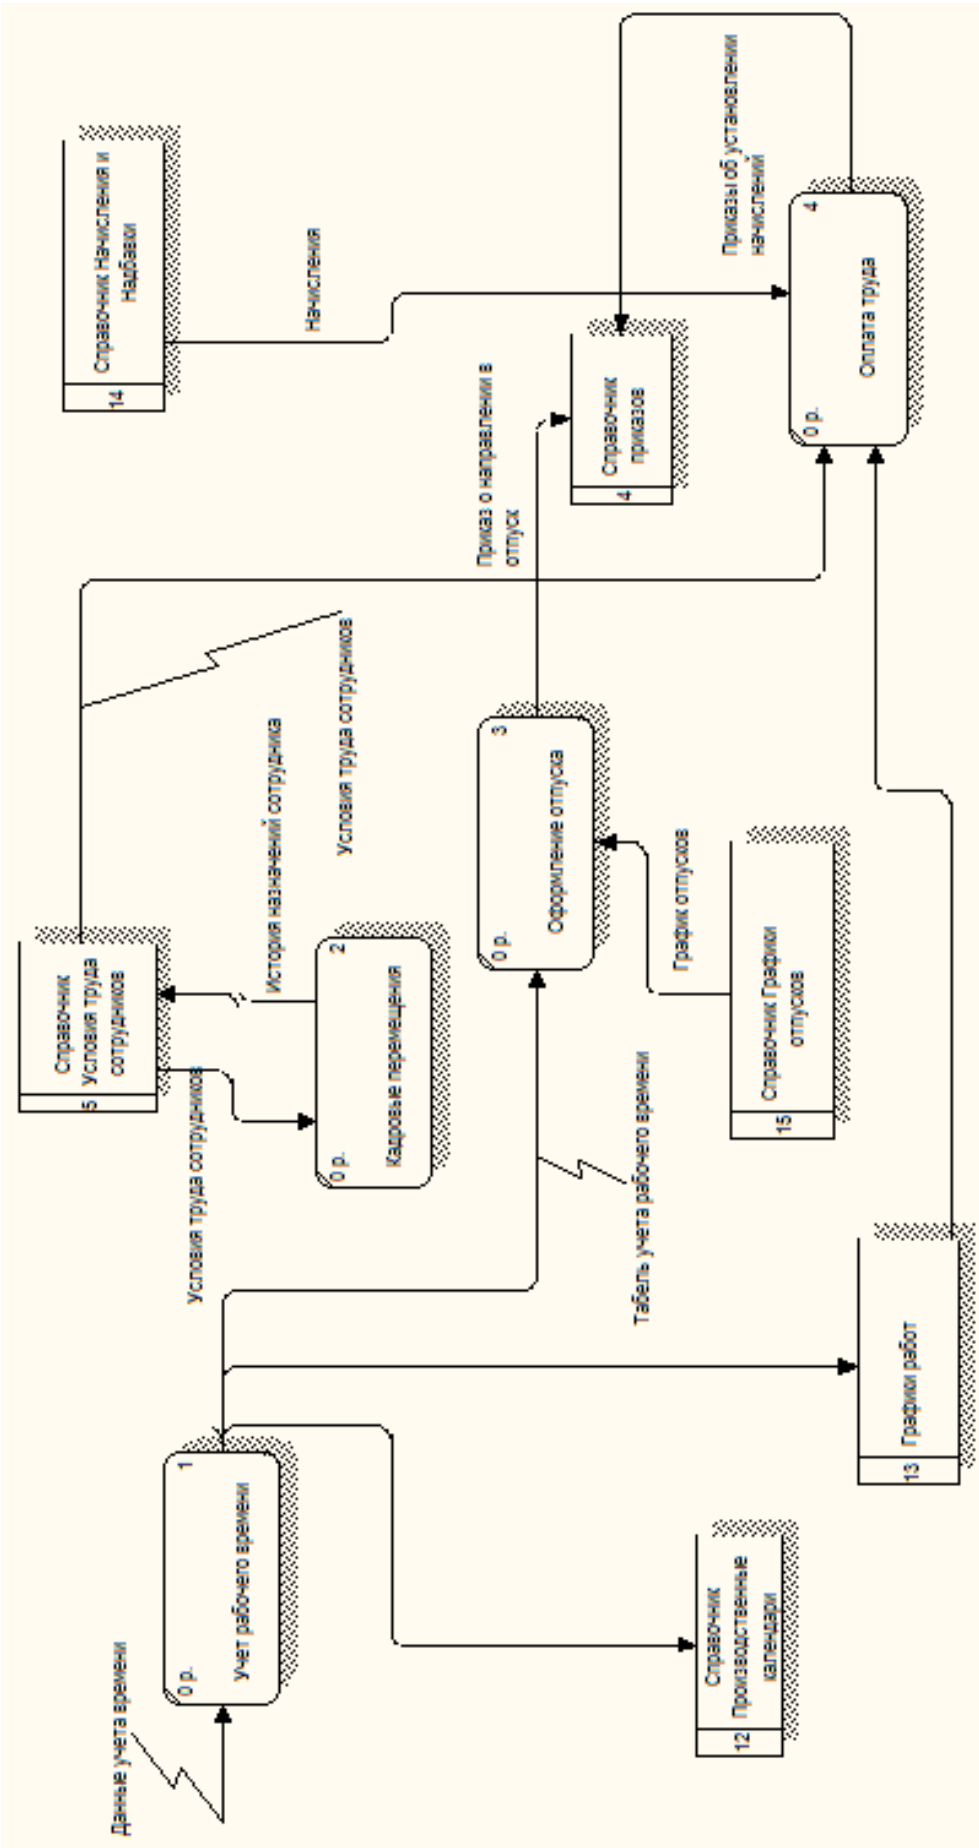 Данные учета времени
0 р.
1
Учет рабочего времени
12
Справочник
Производственные
календари
13
Графики работ
Табель учета рабочего времени
5
Справочник
Условия труда
сотрудников
Условия труда сотрудников
История назначений сотрудника
0 р.
2
Кадровые перемещения
Условия труда сотрудников
0 р.
3
Оформление отпуска
График отпусков
15
Справочник Графики
отпусков
Приказ о направлении в
отпуск
14
Справочник Начисления и
Надбавки
Начисления
4
Справочник
приказов
Приказы об установлении
начислений
0 р.
4
Оплата труда